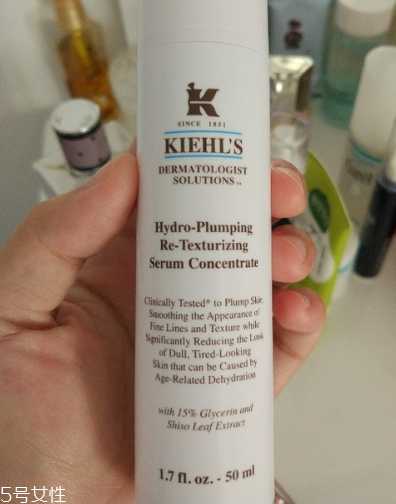 K
SINCE 1851
KIEHL'S
DERMATOLOGIST
SOLUTIONS™
Hydro-Plumping
Re-Texturizing
Serum Concentrate
Clinically Tested* to Plump Skin,
Smoothing the Appearance of
Fine Lines and Texture while
Significantly Reducing the Look
of Dull, Tired-Looking
Skin that can be Caused by
Age-Related Dehydration
with 15% Glycerin and
Shiso Leaf Extract
1.7 fl. oz. - 50 ml
5号女性